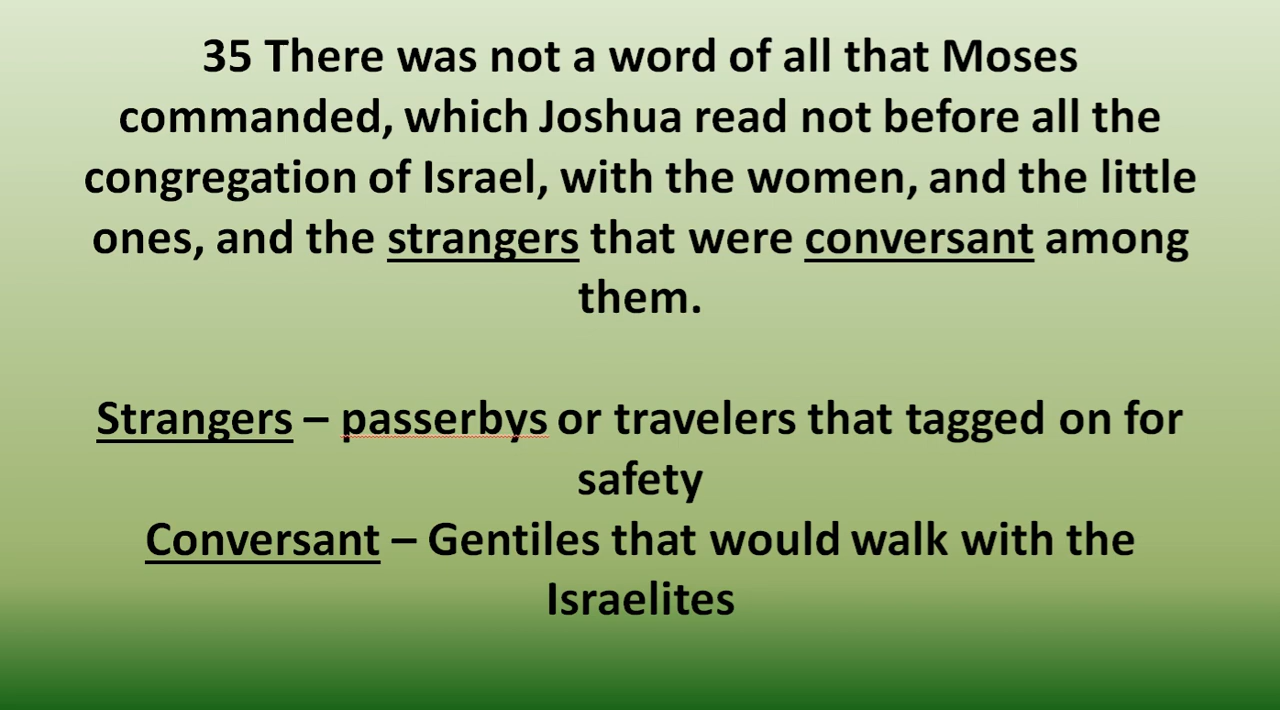 35 There was not a word of all that Moses
commanded, which Joshua read not before all the
congregation of Israel, with the women, and the little
ones, and the strangers that were conversant among
them.
Strangers – passerbys or travelers that tagged on for
safety
Conversant – Gentiles that would walk with the
Israelites